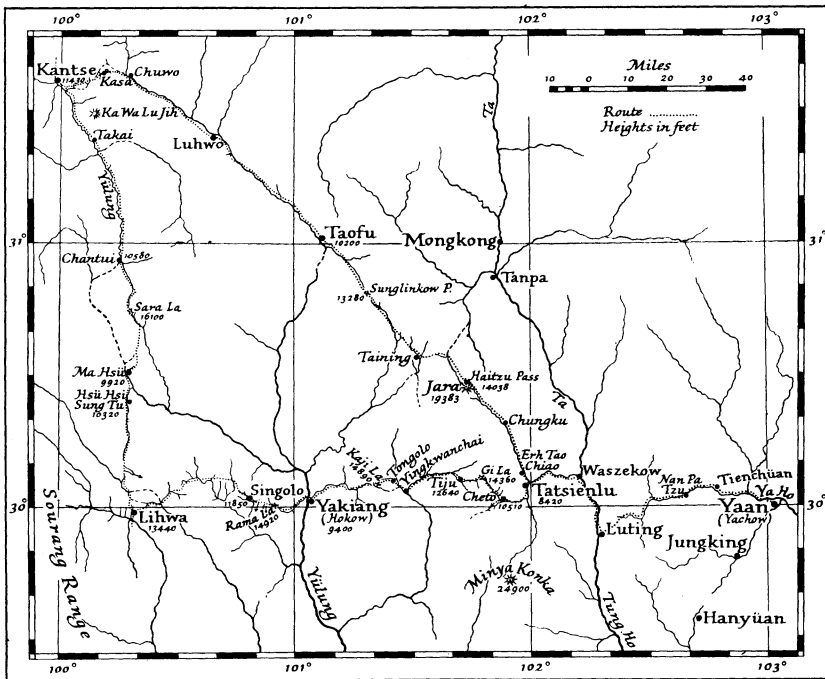 100° 101° 102° 103°
Kantse
11430
Kasa
Chuwo
Ka Wa Lu Jih
Takai
Luhwo
Yülung
Miles
10 0 10 20 30 40
Route
Heights in feet
Ta
31°
31°
Taofu
10200
Mongkong
Chantui
10580
Tanpa
Sunglinkow P.
13280
Sara La
16100
Taining
Ma Hsü
9920
Haitzu Pass
14038
Jara
19383
Hsü Hsi
Sung Tu
10320
Chungku
Ta
Kaji La
14890
Tongolo
Yingkwanchai
Erh Tao
Chiao
Waszekow
Gi La
14360
Tiju
12640
Cheto
10510
Nan Pa
Tzu
Tienchüan
Ya Ho
30°
30°
Singolo
11850
Rama La
14920
Yakiang
(Hokow)
9400
Tatsienlu
8420
Yaan
(Yachow)
Lihwa
13440
Luting
Jungking
Sourang Range
Yülung
Minya Konka
24900
Tung Ho
Hanyüan
100° 101° 102° 103°